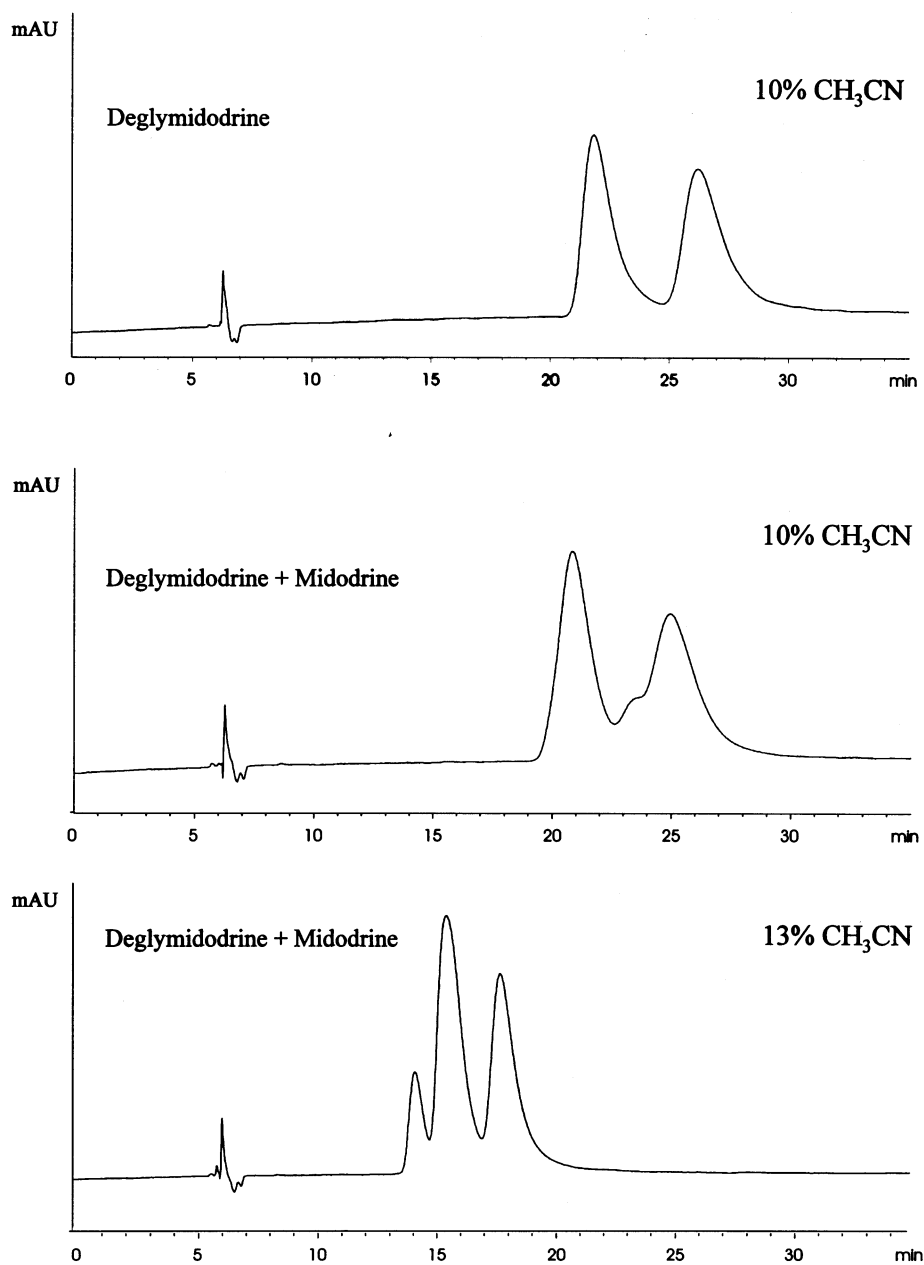 mAU
10% CH₃CN
Deglymidodrine
0 5 10 15 20 25 30 min
mAU
10% CH₃CN
Deglymidodrine + Midodrine
0 5 10 15 20 25 30 min
mAU
Deglymidodrine + Midodrine 13% CH₃CN
0 5 10 15 20 25 30 min